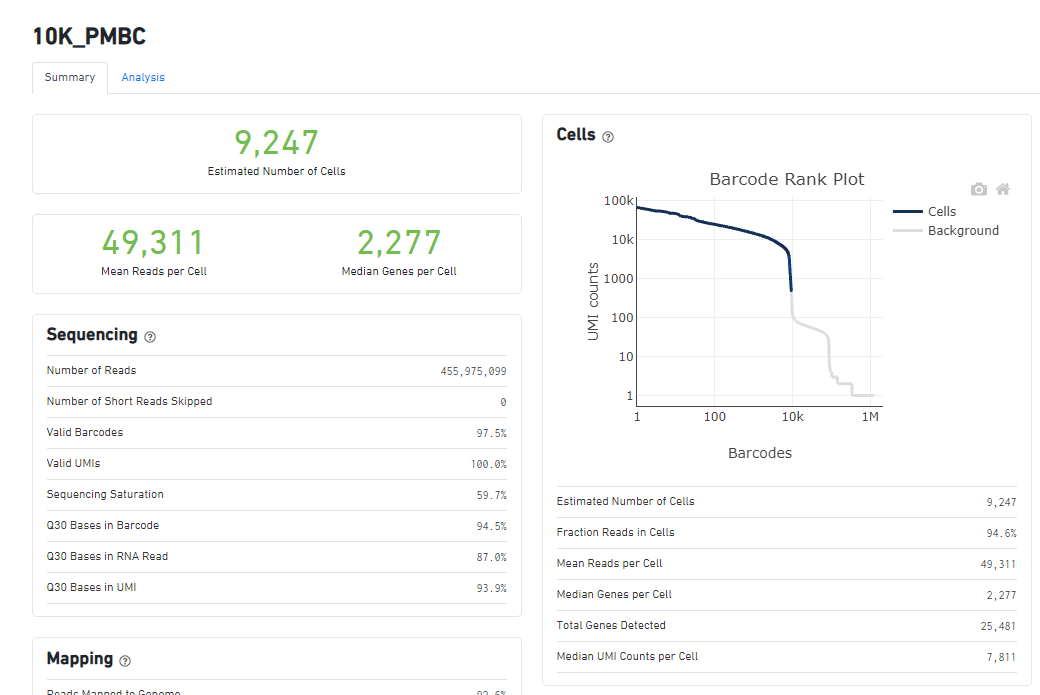 10K_PMBC
Summary Analysis
9,247
Estimated Number of Cells
49,311 2,277
Mean Reads per Cell Median Genes per Cell
Sequencing ?
Number of Reads 455,975,099
Number of Short Reads Skipped 0
Valid Barcodes 97.5%
Valid UMIs 100.0%
Sequencing Saturation 59.7%
Q30 Bases in Barcode 94.5%
Q30 Bases in RNA Read 87.0%
Q30 Bases in UMI 93.9%
Mapping ?
Reads Mapped to Genome 92.6%
Cells ?
Barcode Rank Plot
Cells
Background
UMI counts
100k
10k
1000
100
10
1
1 100 10k 1M
Barcodes
Estimated Number of Cells 9,247
Fraction Reads in Cells 94.6%
Mean Reads per Cell 49,311
Median Genes per Cell 2,277
Total Genes Detected 25,481
Median UMI Counts per Cell 7,811